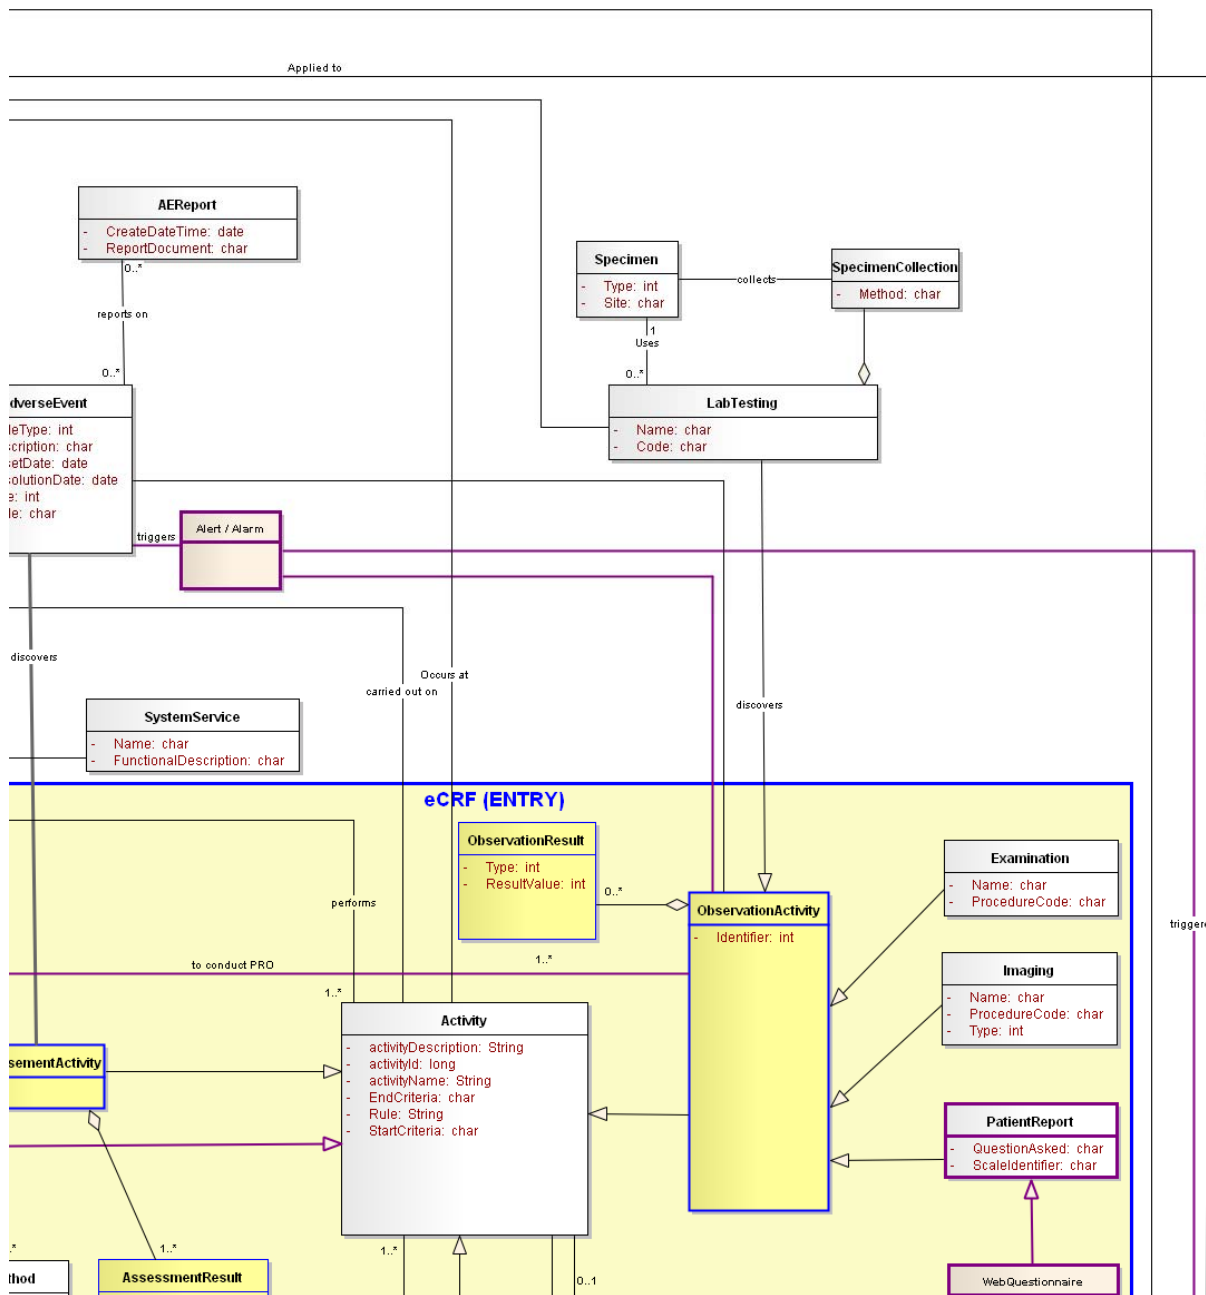 Applied to
AEReport
- CreateDateTime: date
- ReportDocument: char
0..*
reports on
0..*
Specimen
- Type: int
- Site: char
collects
SpecimenCollection
- Method: char
1
Uses
0..*
LabTesting
- Name: char
- Code: char
dverseEvent
leType: int
scription: char
setDate: date
solutionDate: date
e: int
le: char
triggers
Alert / Alarm
discovers
Occurs at
carried out on
discovers
SystemService
- Name: char
- FunctionalDescription: char
eCRF (ENTRY)
ObservationResult
- Type: int
- ResultValue: int
0..*
ObservationActivity
- Identifier: int
Examination
- Name: char
- ProcedureCode: char
performs
triggere
to conduct PRO
1..*
1..*
Imaging
- Name: char
- ProcedureCode: char
- Type: int
Activity
- activityDescription: String
- activityId: long
- activityName: String
- EndCriteria: char
- Rule: String
- StartCriteria: char
sementActivity
PatientReport
- QuestionAsked: char
- ScaleIdentifier: char
.*
1..*
1..*
thod
AssessmentResult
0..1
WebQuestionnaire